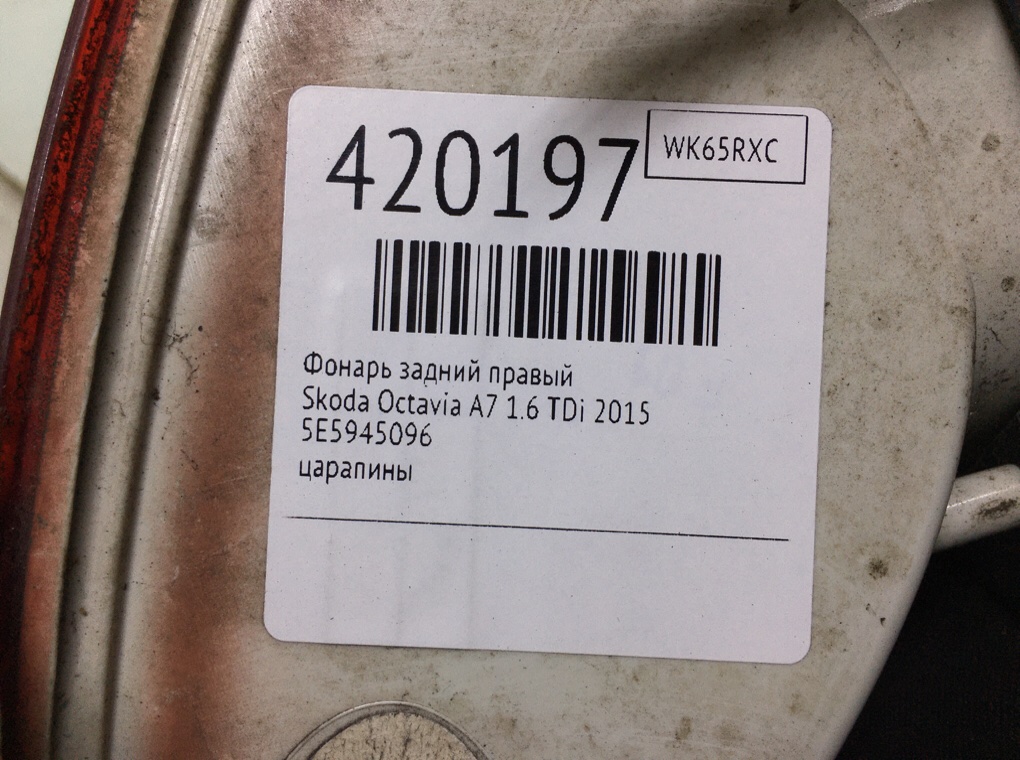 420197
WK65RXC
Фонарь задний правый
Skoda Octavia A7 1.6 TDi 2015
5E5945096
царапины